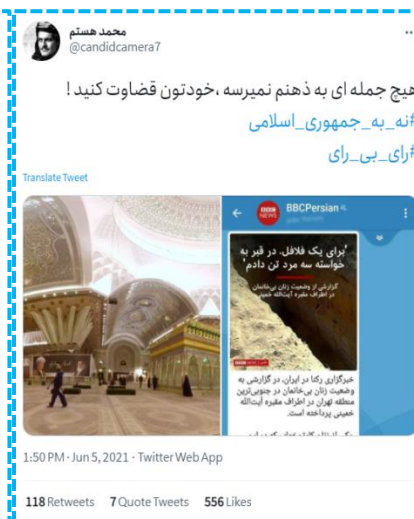 محمد هستم
@candidcamera7
هیچ جمله ای به ذهنم نمیرسه ،خودتون قضاوت کنید !
#نه_به_جمهوری_اسلامی
#رای_بی_رای
Translate Tweet
BBC
NEWS
BBCPersian
'برای یک فلافل، در قبر به
خواسته سه مرد تن دادم'
گزارشی از وضعیت زنان بی‌خانمان
در اطراف مقبره آیت‌الله خمینی
خبرگزاری رکنا در ایران، در گزارشی به
وضعیت زنان بی‌خانمان در جنوبی‌ترین
منطقه تهران در اطراف مقبره آیت‌الله
خمینی پرداخته است.
1:50 PM · Jun 5, 2021 · Twitter Web App
118 Retweets 7 Quote Tweets 556 Likes